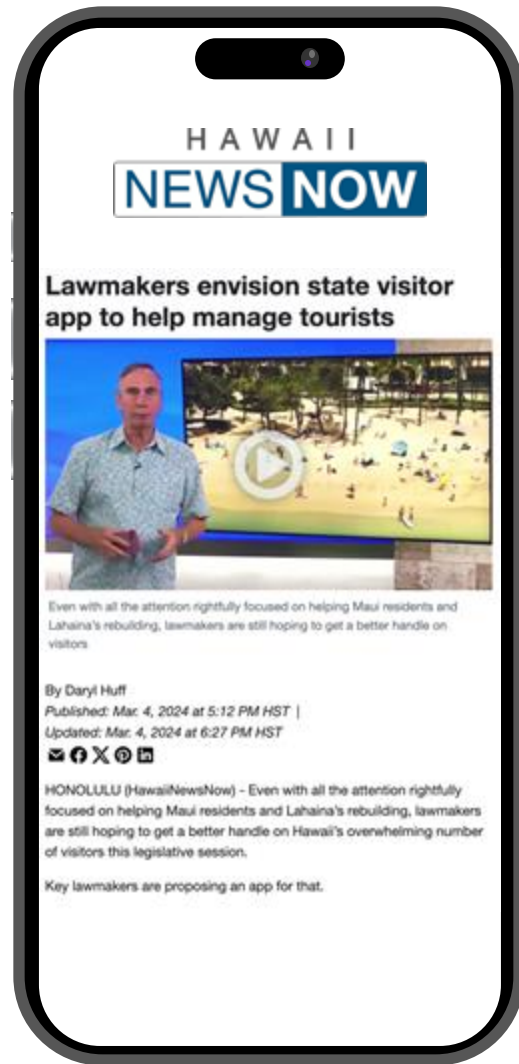 HAWAII
NEWS NOW
Lawmakers envision state visitor
app to help manage tourists
Even with all the attention rightfully focused on helping Maui residents and
Lahaina's rebuilding, lawmakers are still hoping to get a better handle on
visitors
By Daryl Huff
Published: Mar. 4, 2024 at 5:12 PM HST |
Updated: Mar. 4, 2024 at 6:27 PM HST
HONOLULU (HawaiiNewsNow) - Even with all the attention rightfully
focused on helping Maui residents and Lahaina's rebuilding, lawmakers
are still hoping to get a better handle on Hawaii's overwhelming number
of visitors this legislative session.
Key lawmakers are proposing an app for that.